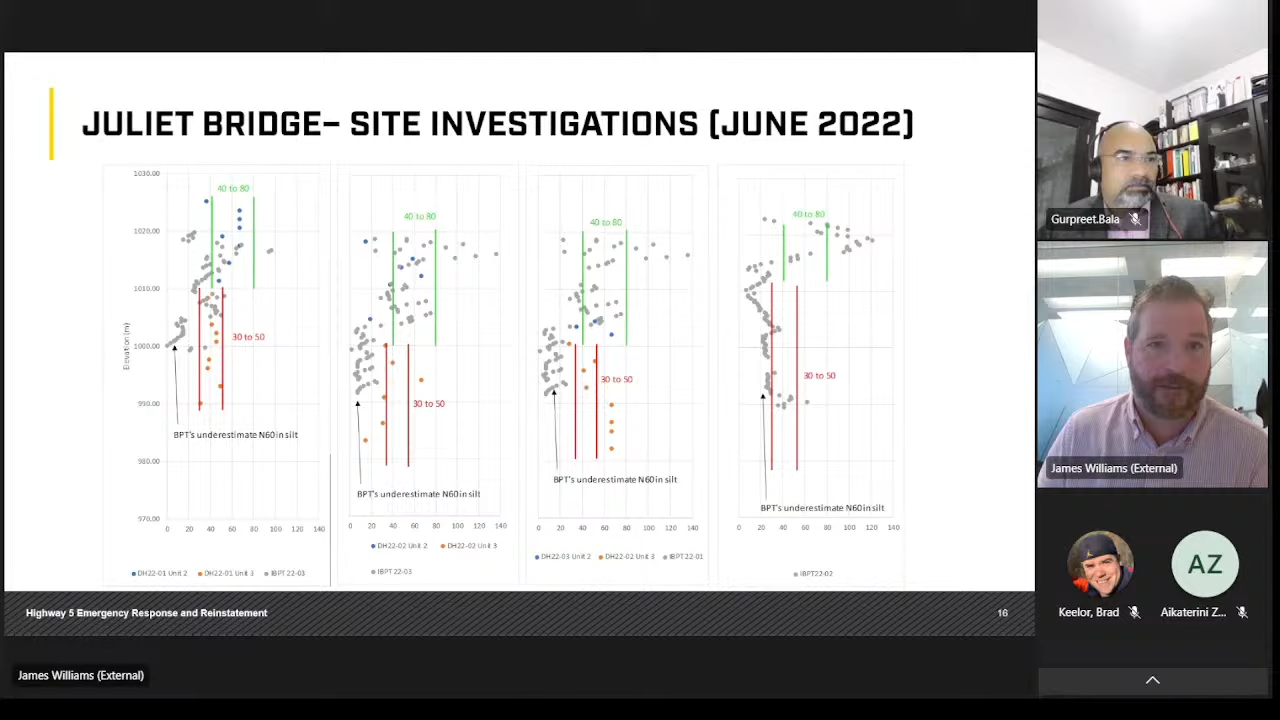 JULIET BRIDGE– SITE INVESTIGATIONS (JUNE 2022)
1030.00
1020.00
1010.00
1000.00
990.00
980.00
970.00
Elevation (m)
40 to 80
30 to 50
BPT's underestimate N60 in silt
0 20 40 60 80 100 120 140
DH22-01 Unit 2 DH22-01 Unit 3 IBPT 22-03
40 to 80
30 to 50
BPT's underestimate N60 in silt
0 20 40 60 80 100 120 140
DH22-02 Unit 2 DH22-02 Unit 3
IBPT 22-03
40 to 80
30 to 50
BPT's underestimate N60 in silt
0 20 40 60 80 100 120 140
DH22-03 Unit 2 DH22-02 Unit 3 IBPT 22-01
40 to 80
30 to 50
BPT's underestimate N60 in silt
0 20 40 60 80 100 120 140
IBPT22-02
Highway 5 Emergency Response and Reinstatement
16
James Williams (External)
Gurpreet.Bala
James Williams (External)
AZ
Keelor, Brad
Aikaterini Z...